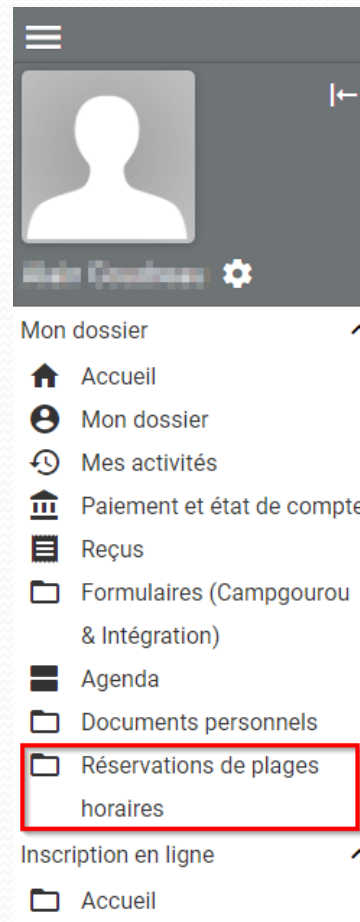 Mon dossier
Accueil
Mon dossier
Mes activités
Paiement et état de compte
Reçus
Formulaires (Campgourou
& Intégration)
Agenda
Documents personnels
Réservations de plages
horaires
Inscription en ligne
Accueil